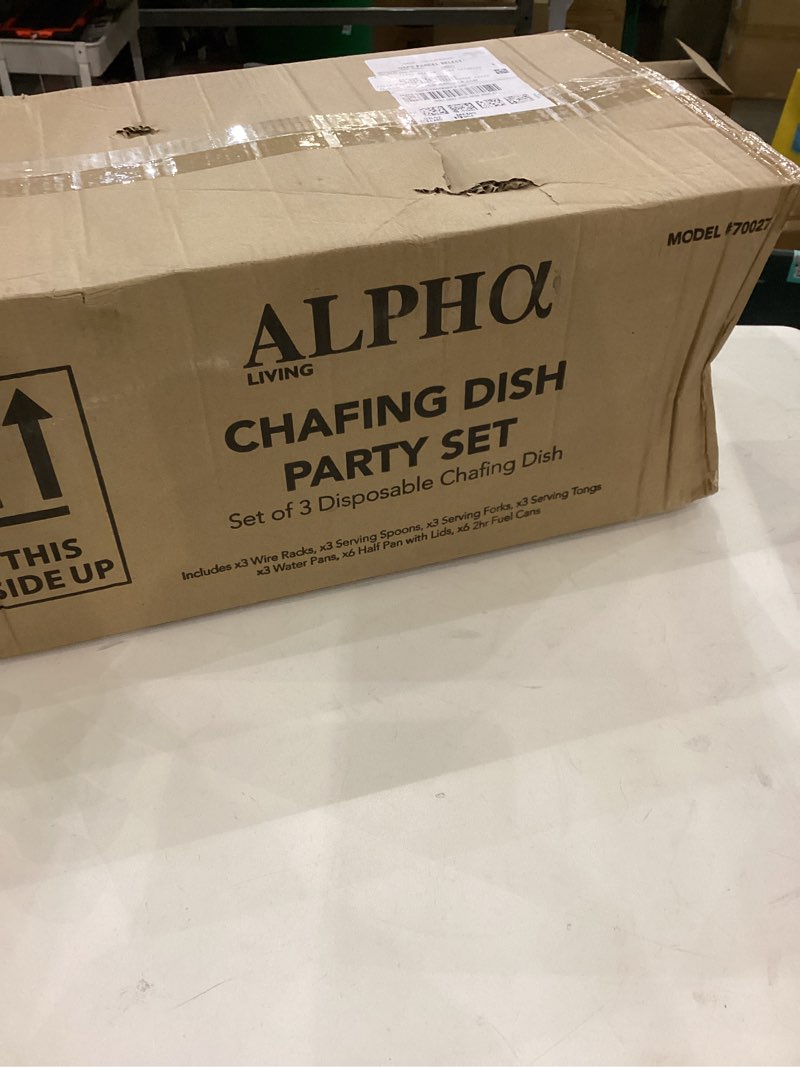 MODEL #70027
ALPHα
LIVING
CHAFING DISH
PARTY SET
Set of 3 Disposable Chafing Dish
Includes x3 Wire Racks, x3 Serving Spoons, x3 Serving Forks, x3 Serving Tongs
x3 Water Pans, x6 Half Pan with Lids, x6 2hr Fuel Cans
THIS
SIDE UP